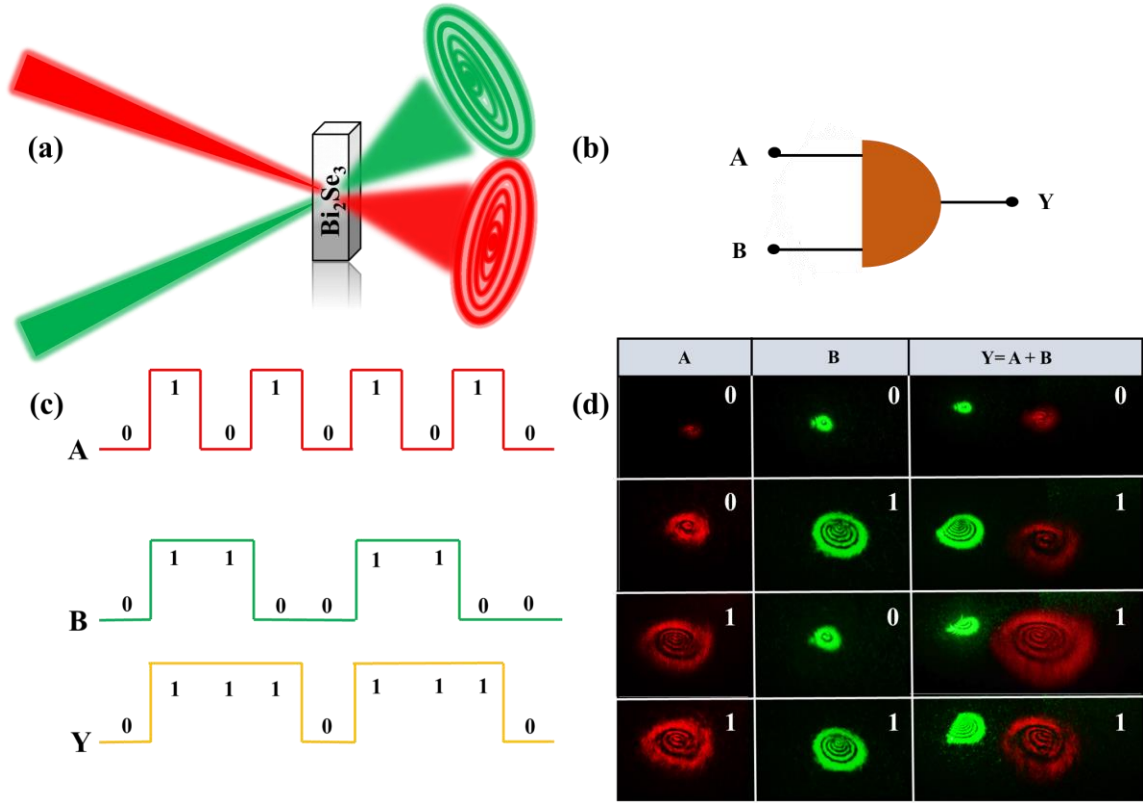 (a)
Bi2Se3
(b)
A
B
Y
(c)
0 1 0 1 0 1 0 1 0
A
0 1 1 0 0 1 1 0 0
B
0 1 1 1 0 1 1 1 0
Y
(d)
A B Y= A + B
0 0 0
0 1 1
1 0 1
1 1 1